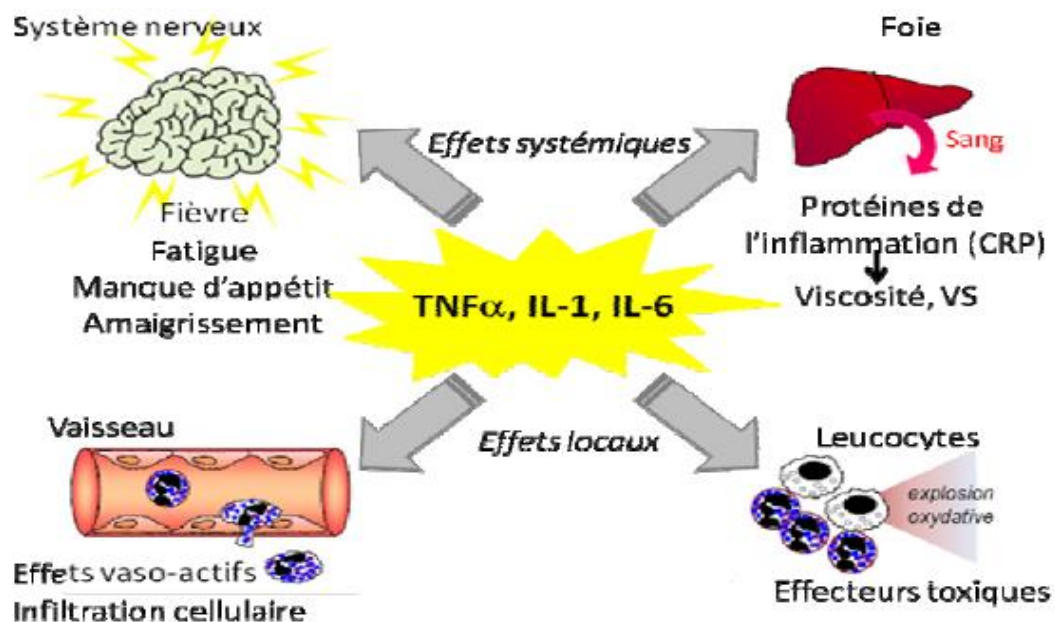 Système nerveux
Foie
Effets systémiques
Sang
Fièvre
Fatigue
Manque d'appétit
Amaigrissement
Protéines de
l'inflammation (CRP)
Viscosité, VS
TNFα, IL-1, IL-6
Vaisseau
Effets locaux
Leucocytes
explosion
oxydative
Effets vaso-actifs
Infiltration cellulaire
Effecteurs toxiques